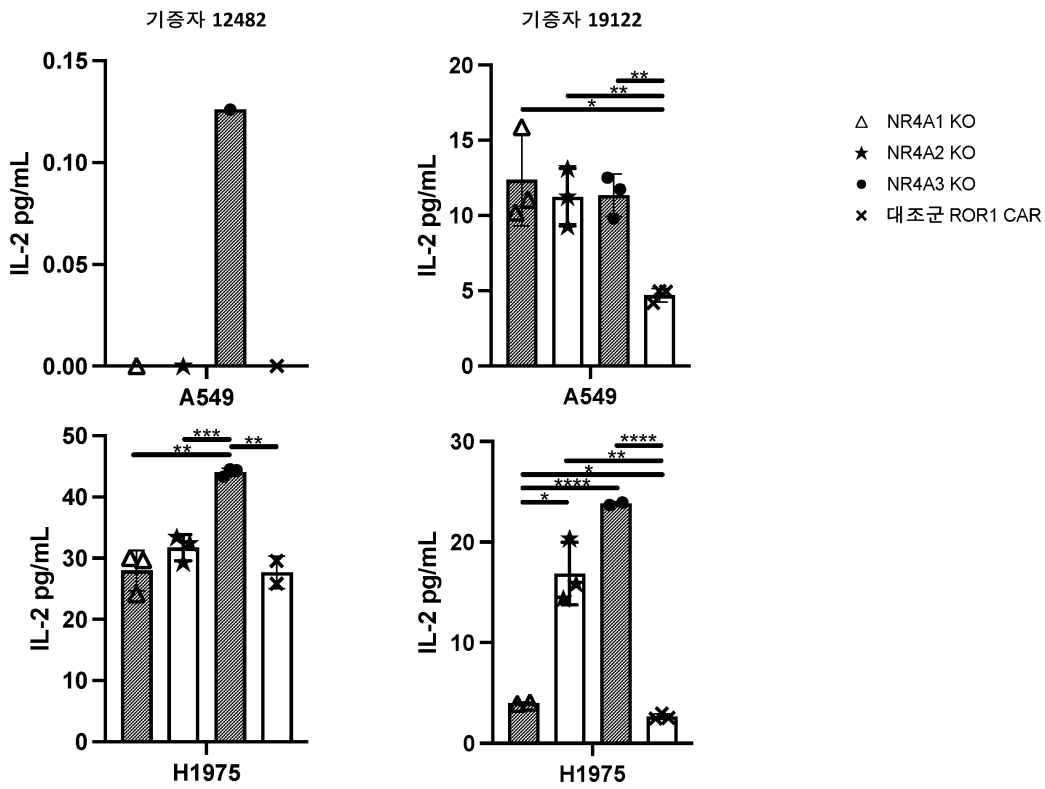 기증자 12482
기증자 19122
0.15
0.10
0.05
0.00
IL-2 pg/mL
A549
20
15
10
5
0
IL-2 pg/mL
**
**
*
A549
NR4A1 KO
NR4A2 KO
NR4A3 KO
대조군 ROR1 CAR
50
40
30
20
10
0
IL-2 pg/mL
***
**
**
H1975
30
20
10
0
IL-2 pg/mL
****
**
*
****
*
H1975